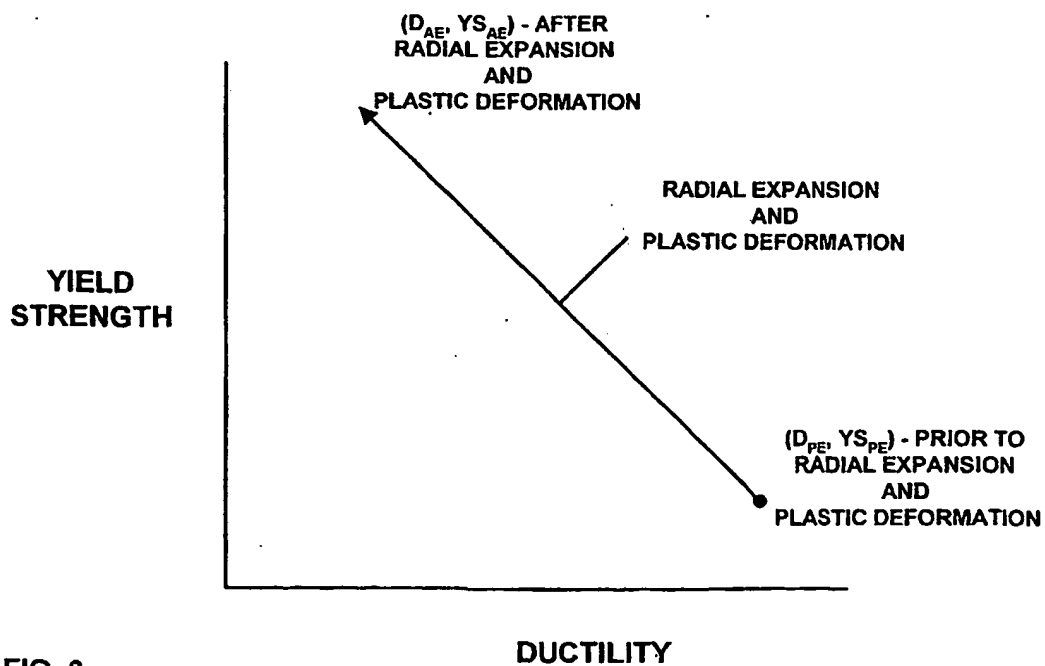 (D_AE, YS_AE) - AFTER
RADIAL EXPANSION
AND
PLASTIC DEFORMATION
RADIAL EXPANSION
AND
PLASTIC DEFORMATION
YIELD
STRENGTH
(D_PE, YS_PE) - PRIOR TO
RADIAL EXPANSION
AND
PLASTIC DEFORMATION
DUCTILITY
FIG.